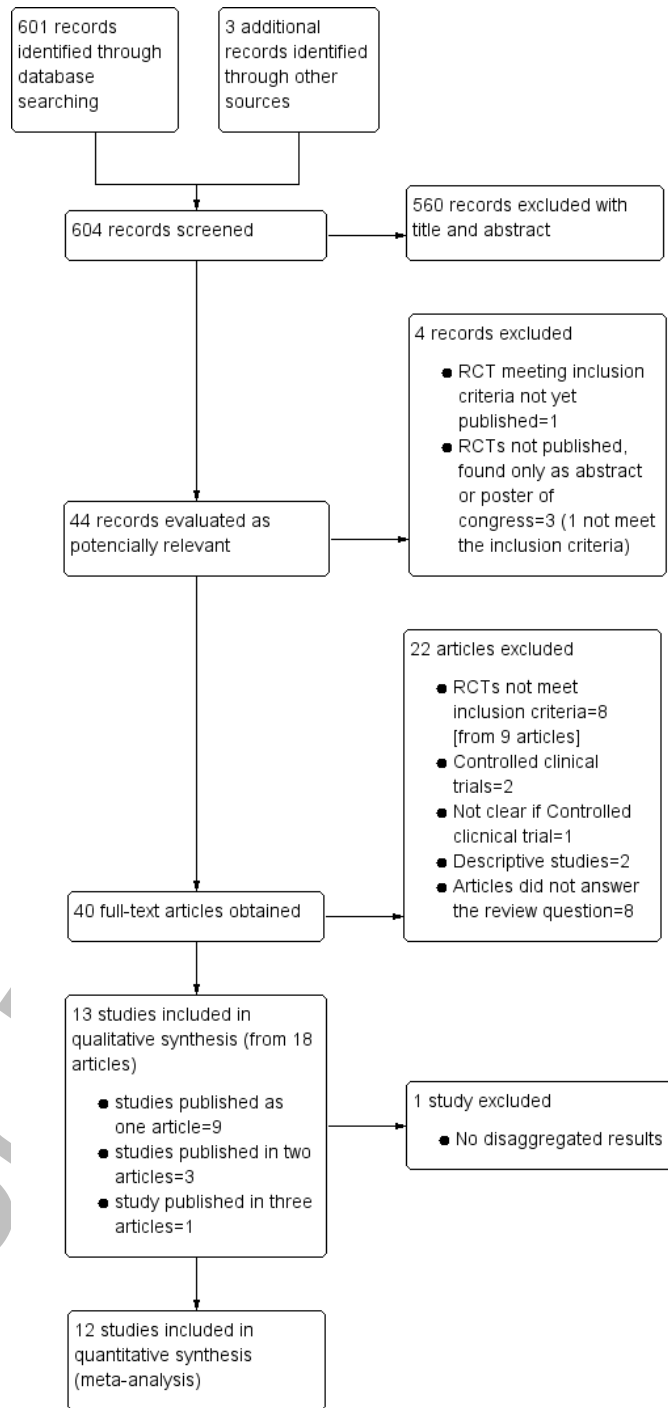 601 records
identified through
database
searching
3 additional
records identified
through other
sources
604 records screened
560 records excluded with
title and abstract
4 records excluded
● RCT meeting inclusion
criteria not yet
published=1
● RCTs not published,
found only as abstract
or poster of
congress=3 (1 not meet
the inclusion criteria)
44 records evaluated as
potencially relevant
22 articles excluded
● RCTs not meet
inclusion criteria=8
[from 9 articles]
● Controlled clinical
trials=2
● Not clear if Controlled
clicnical trial=1
● Descriptive studies=2
● Articles did not answer
the review question=8
40 full-text articles obtained
13 studies included in
qualitative synthesis (from 18
articles)
● studies published as
one article=9
● studies published in two
articles=3
● study published in three
articles=1
1 study excluded
● No disaggregated results
12 studies included in
quantitative synthesis
(meta-analysis)